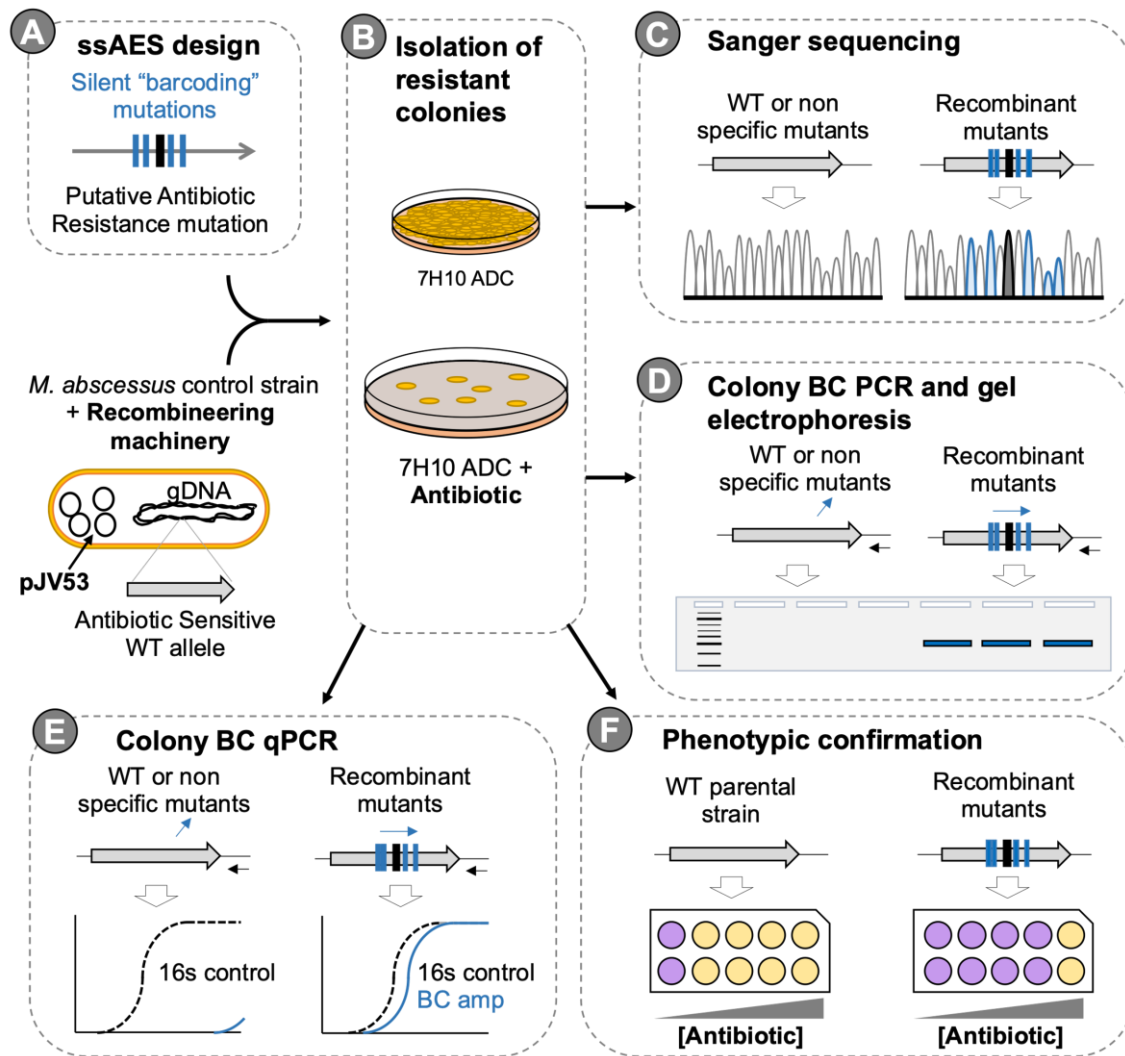 A
ssAES design
Silent “barcoding”
mutations
Putative Antibiotic
Resistance mutation
M. abscessus control strain
+ Recombineering
machinery
gDNA
pJV53
Antibiotic Sensitive
WT allele
B
Isolation of
resistant
colonies
7H10 ADC
7H10 ADC +
Antibiotic
C
Sanger sequencing
WT or non
specific mutants
Recombinant
mutants
D
Colony BC PCR and gel
electrophoresis
WT or non
specific mutants
Recombinant
mutants
E
Colony BC qPCR
WT or non
specific mutants
Recombinant
mutants
16s control
16s control
BC amp
F
Phenotypic confirmation
WT parental
strain
Recombinant
mutants
[Antibiotic]
[Antibiotic]